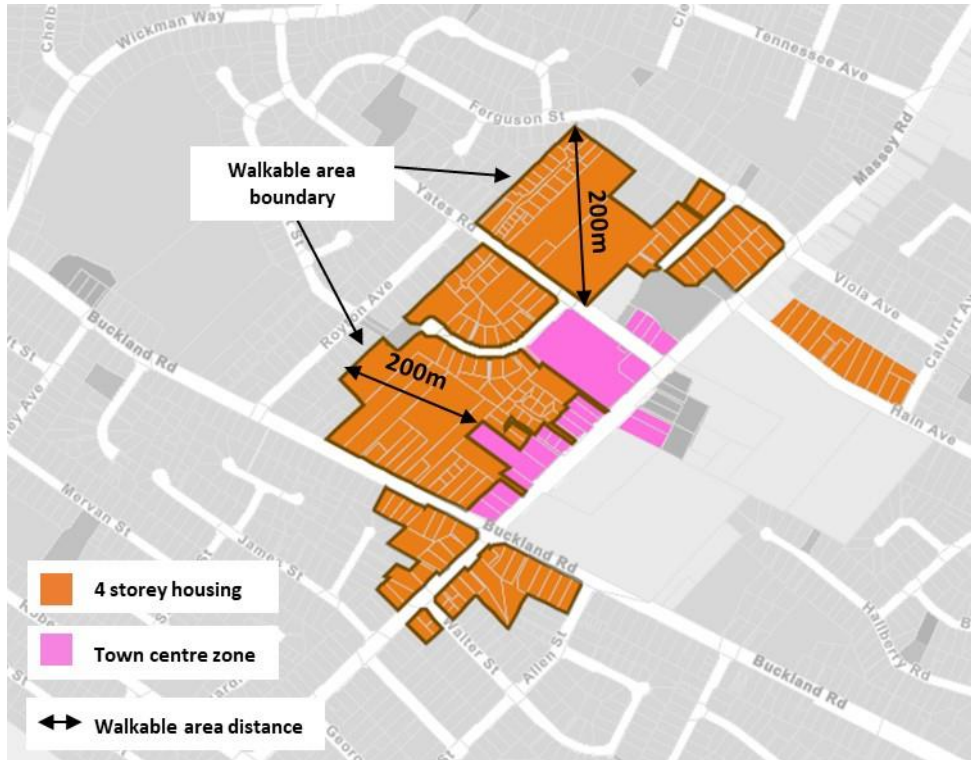 Wickman Way
Tennessee Ave
Ferguson St
Massey Rd
Walkable area
boundary
Yates Rd
200m
Viola Ave
Royton Ave
Calvert Ave
Buckland Rd
200m
Hain Ave
Mervan St
Buckland Rd
James St
4 storey housing
Walter St
Allen St
Hallberry Rd
Town centre zone
Buckland Rd
Walkable area distance